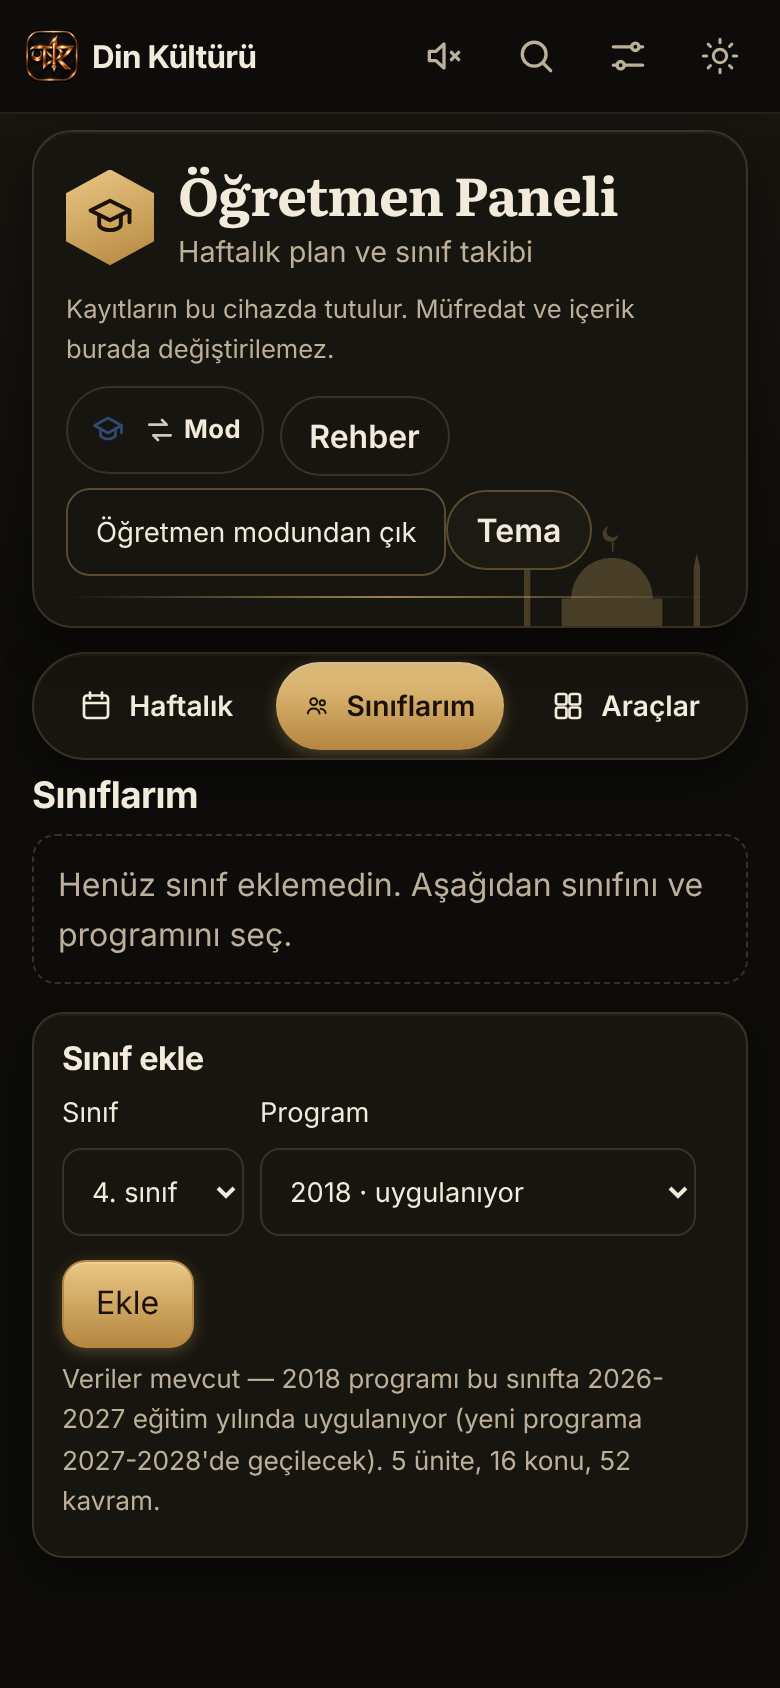 Din Kültürü
Öğretmen Paneli
Haftalık plan ve sınıf takibi
Kayıtların bu cihazda tutulur. Müfredat ve içerik
burada değiştirilemez.
Mod
Rehber
Öğretmen modundan çık
Tema
Haftalık
Sınıflarım
Araçlar
Sınıflarım
Henüz sınıf eklemedin. Aşağıdan sınıfını ve
programını seç.
Sınıf ekle
Sınıf
Program
4. sınıf
2018 · uygulanıyor
Ekle
Veriler mevcut — 2018 programı bu sınıfta 2026-
2027 eğitim yılında uygulanıyor (yeni programa
2027-2028'de geçilecek). 5 ünite, 16 konu, 52
kavram.